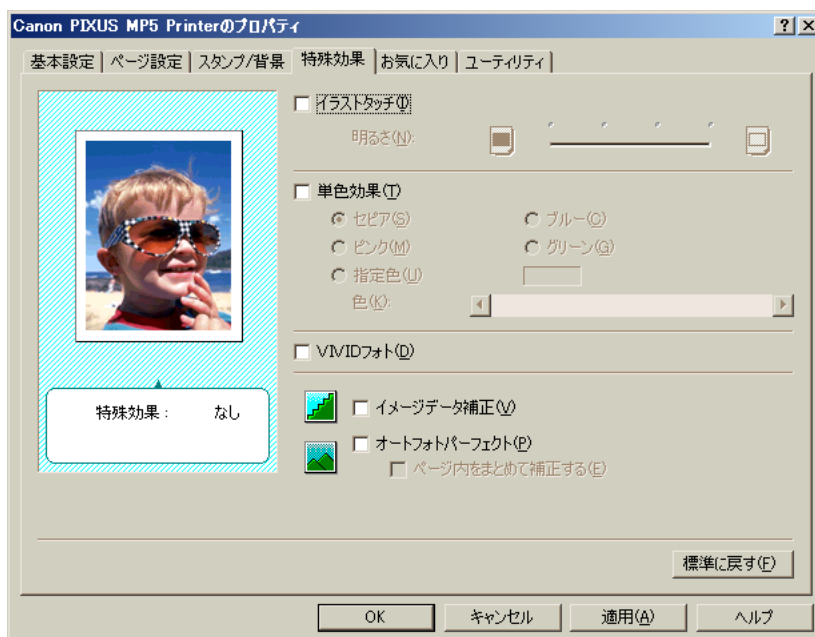 Canon PIXUS MP5 Printerのプロパティ
基本設定 ページ設定 スタンプ/背景 特殊効果 お気に入り ユーティリティ
イラストタッチ(I)
明るさ(N):
単色効果(T)
セピア(S) ブルー(C)
ピンク(M) グリーン(G)
指定色(U)
色(K):
VIVIDフォト(D)
特殊効果 : なし
イメージデータ補正(V)
オートフォトパーフェクト(P)
ページ内をまとめて補正する(E)
標準に戻す(F)
OK キャンセル 適用(A) ヘルプ